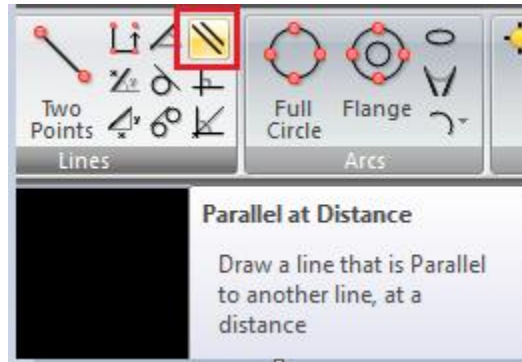 Two
Points
Full
Circle
Flange
Lines
Arcs
Parallel at Distance
Draw a line that is Parallel
to another line, at a
distance